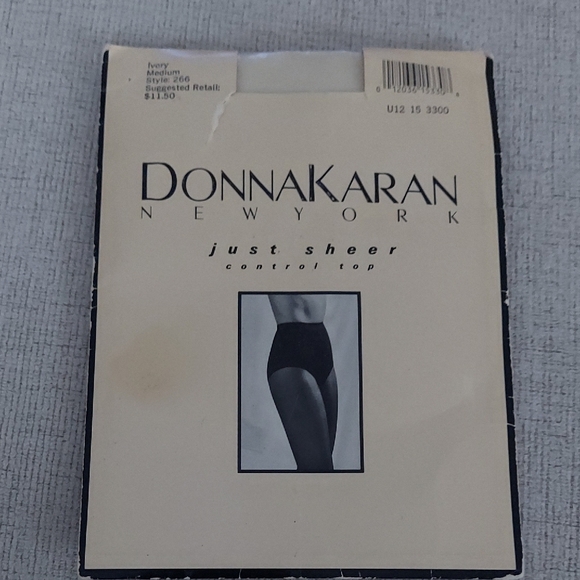 Ivory
Medium
Style: 266
Suggested Retail:
$11.50
U12 15 3300
DONNAKARAN
NEW YORK
just sheer
control top